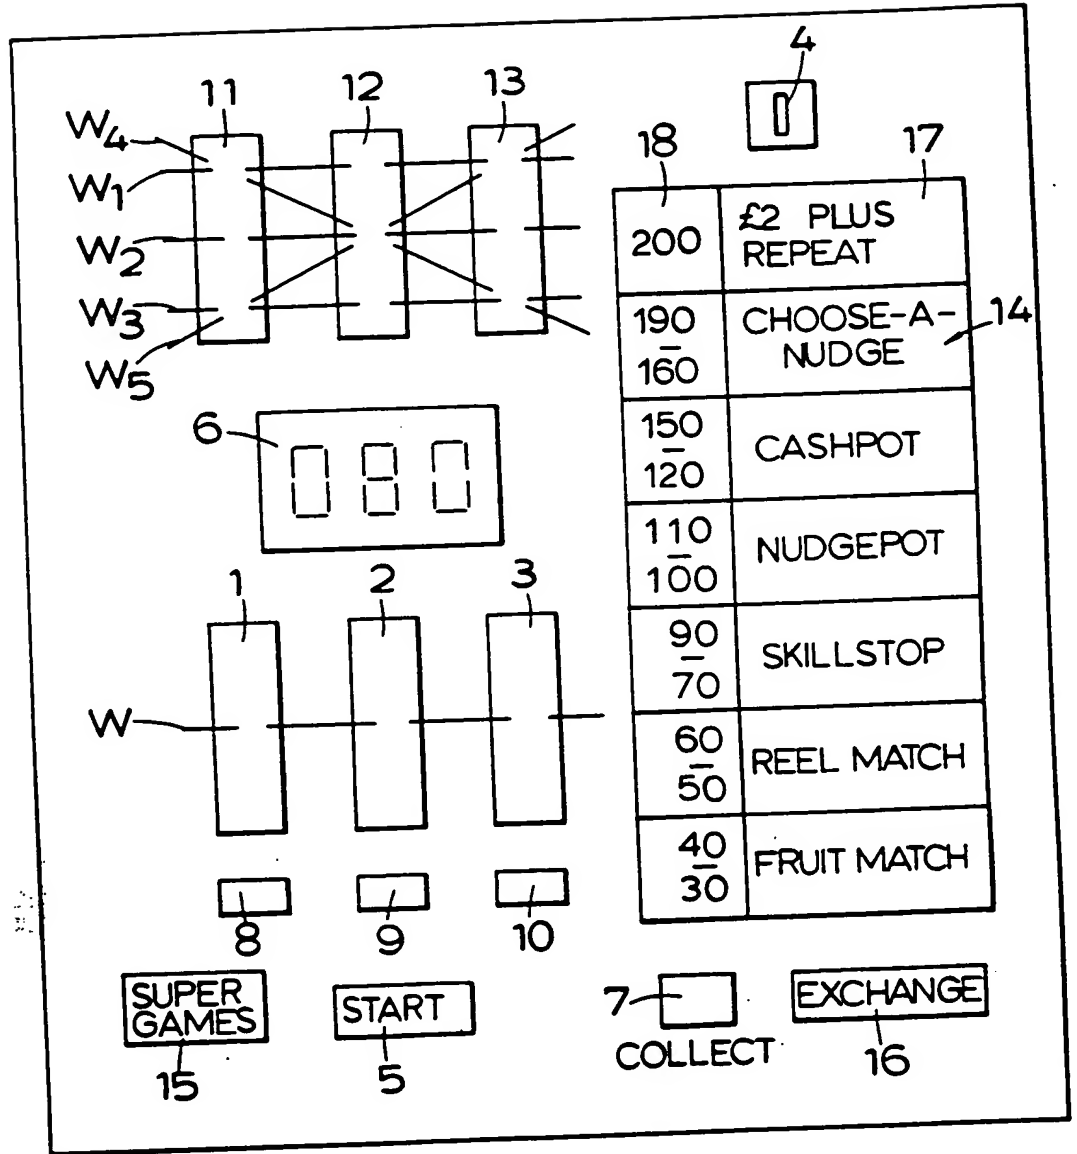 11 12 13 4
W4
W1
W2
W3
W5
18 17
200 £2 PLUS
REPEAT
190
–
160 CHOOSE-A-
NUDGE 14
150
–
120 CASHPOT
110
–
100 NUDGEPOT
90
–
70 SKILLSTOP
60
–
50 REEL MATCH
40
–
30 FRUIT MATCH
6 080
1 2 3
W
8 9 10
SUPER
GAMES
15
START
5
7
COLLECT
EXCHANGE
16